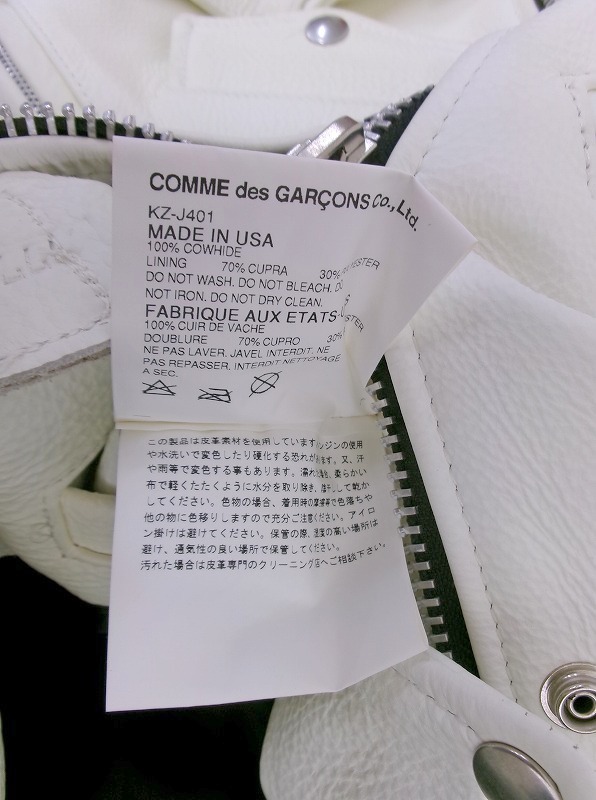 COMME des GARÇONS Co., Ltd.
KZ-J401
MADE IN USA
100% COWHIDE
LINING 70% CUPRA 30%
DO NOT WASH. DO NOT BLEACH. DO
NOT IRON. DO NOT DRY CLEAN.
FABRIQUE AUX ETATS-
100% CUIR DE VACHE
DOUBLURE 70% CUPRO 30%
NE PAS LAVER. JAVEL INTERDIT. NE
PAS REPASSER. INTERDIT NETTOYAGE
A SEC.
この製品は皮革素材を使用しています。ベンジンの使用
や水洗いで変色したり硬化する恐れがあります。又、汗
や雨等で変色する事もあります。濡れた場合、柔らかい
布で軽くたたくように水分を取り除き、陰干しして乾か
してください。色物の場合、着用時の摩擦等で色落ちや
他の物に色移りしますので充分ご注意ください。アイロ
ン掛けは避けてください。保管の際、湿度の高い場所は
避け、通気性の良い場所で保管してください。
汚れた場合は皮革専門のクリーニング店へご相談下さい。